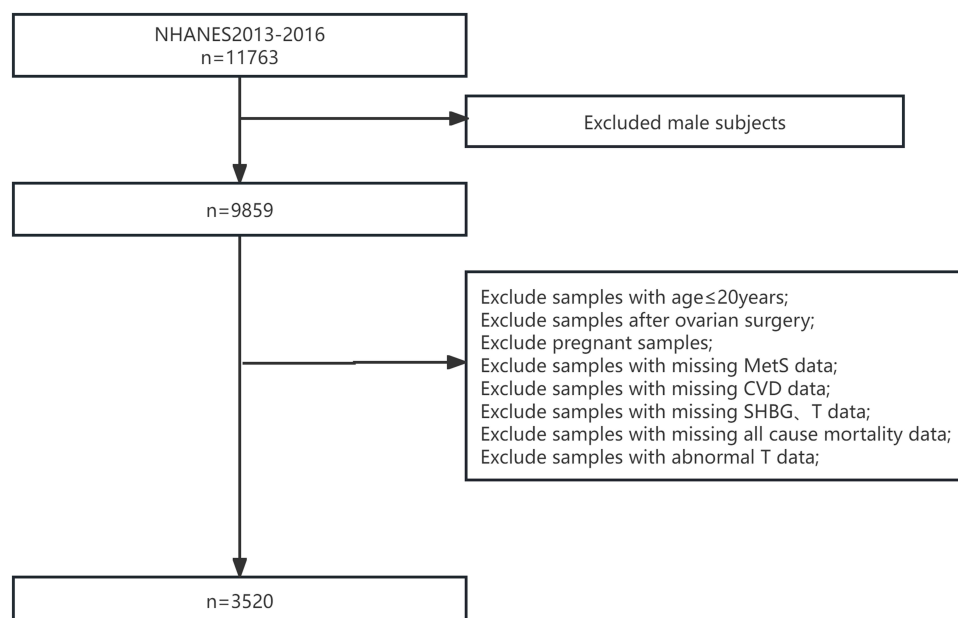 NHANES2013-2016
n=11763
Excluded male subjects
n=9859
Exclude samples with age≤20years;
Exclude samples after ovarian surgery;
Exclude pregnant samples;
Exclude samples with missing MetS data;
Exclude samples with missing CVD data;
Exclude samples with missing SHBG、T data;
Exclude samples with missing all cause mortality data;
Exclude samples with abnormal T data;
n=3520